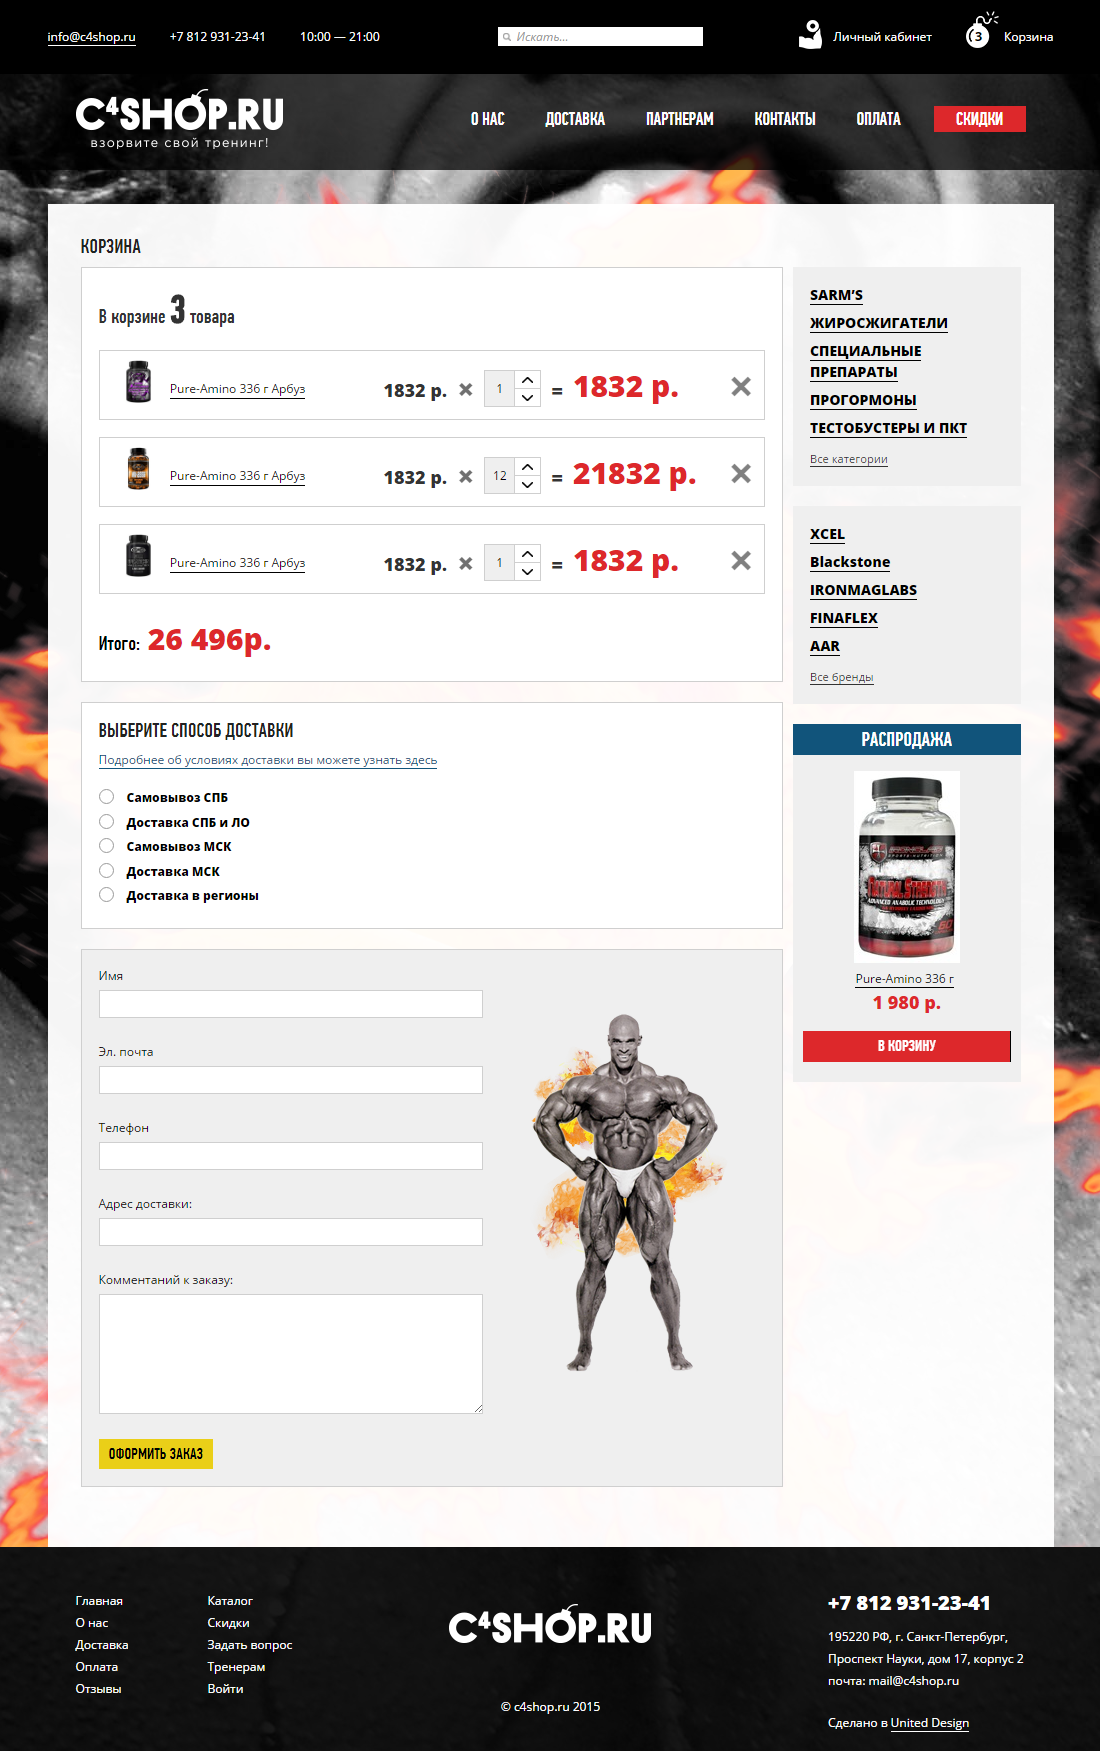 info@c4shop.ru
+7 812 931-23-41
10:00 — 21:00
Искать...
Личный кабинет
3
Корзина
C4SHOP.RU
взорвите свой тренинг!
О НАС
ДОСТАВКА
ПАРТНЕРАМ
КОНТАКТЫ
ОПЛАТА
СКИДКИ
КОРЗИНА
В корзине 3 товара
Pure-Amino 336 г Арбуз
1832 р.
1
= 1832 р.
Pure-Amino 336 г Арбуз
1832 р.
12
= 21832 р.
Pure-Amino 336 г Арбуз
1832 р.
1
= 1832 р.
Итого: 26 496р.
SARM'S
ЖИРОСЖИГАТЕЛИ
СПЕЦИАЛЬНЫЕ
ПРЕПАРАТЫ
ПРОГОРМОНЫ
ТЕСТОБУСТЕРЫ И ПКТ
Все категории
XCEL
Blackstone
IRONMAGLABS
FINAFLEX
AAR
Все бренды
ВЫБЕРИТЕ СПОСОБ ДОСТАВКИ
Подробнее об условиях доставки вы можете узнать здесь
Самовывоз СПБ
Доставка СПБ и ЛО
Самовывоз МСК
Доставка МСК
Доставка в регионы
РАСПРОДАЖА
ADVANCED ANABOLIC TECHNOLOGY
60
Pure-Amino 336 г
1 980 р.
В КОРЗИНУ
Имя
Эл. почта
Телефон
Адрес доставки:
Комментаний к заказу:
ОФОРМИТЬ ЗАКАЗ
Главная
О нас
Доставка
Оплата
Отзывы
Каталог
Скидки
Задать вопрос
Тренерам
Войти
C4SHOP.RU
© c4shop.ru 2015
+7 812 931-23-41
195220 РФ, г. Санкт-Петербург,
Проспект Науки, дом 17, корпус 2
почта: mail@c4shop.ru
Сделано в United Design